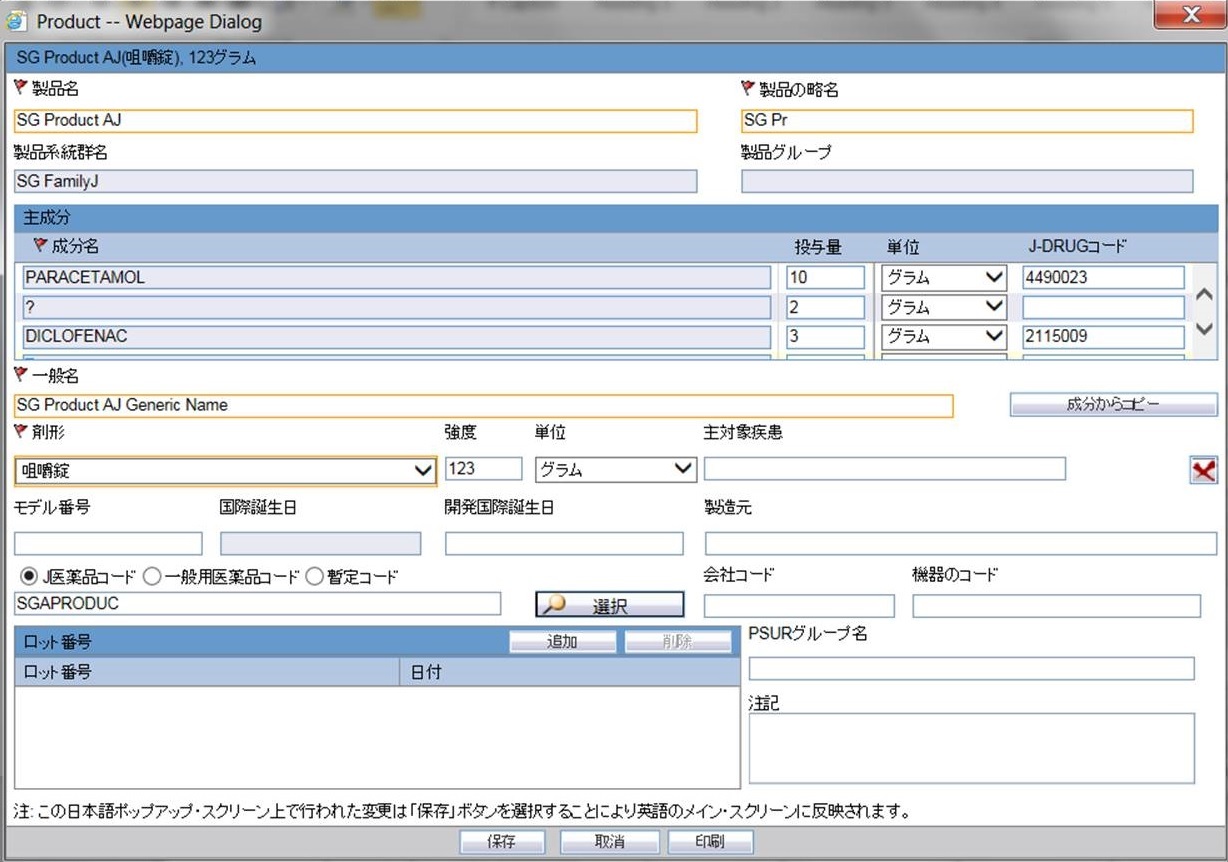 Product -- Webpage Dialog
SG Product AJ(咀嚼錠), 123グラム
製品名 製品の略名
SG Product AJ SG Pr
製品系統群名 製品グループ
SG FamilyJ
主成分
成分名 投与量 単位 J-DRUGコード
PARACETAMOL 10 グラム 4490023
? 2 グラム
DICLOFENAC 3 グラム 2115009
一般名
SG Product AJ Generic Name 成分からコピー
剤形 強度 単位 主対象疾患
咀嚼錠 123 グラム
モデル番号 国際誕生日 開発国際誕生日 製造元
J医薬品コード 一般用医薬品コード 暫定コード 会社コード 機器のコード
SGAPRODUC 選択
ロット番号 追加 削除 PSURグループ名
ロット番号 日付
注記
注: この日本語ポップアップ・スクリーン上で行われた変更は「保存」ボタンを選択することにより英語のメイン・スクリーンに反映されます。
保存 取消 印刷